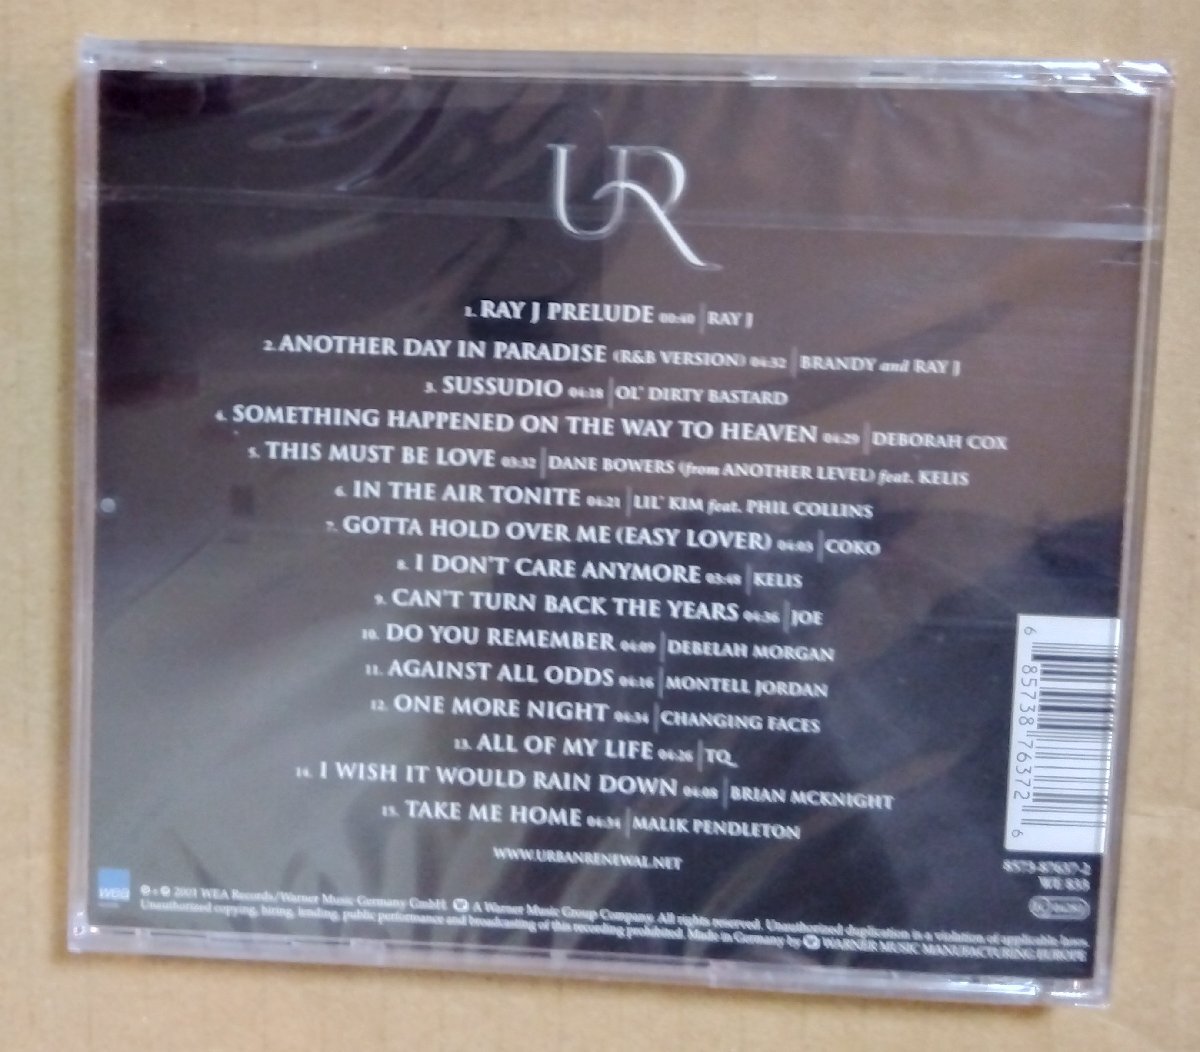 UR
1. RAY J PRELUDE 00:40 | RAY J
2. ANOTHER DAY IN PARADISE (R&B VERSION) 04:32 | BRANDY and RAY J
3. SUSSUDIO 04:18 | OL' DIRTY BASTARD
4. SOMETHING HAPPENED ON THE WAY TO HEAVEN 04:29 | DEBORAH COX
5. THIS MUST BE LOVE 03:32 | DANE BOWERS (from ANOTHER LEVEL) feat. KELIS
6. IN THE AIR TONITE 04:21 | LIL' KIM feat. PHIL COLLINS
7. GOTTA HOLD OVER ME (EASY LOVER) 04:03 | COKO
8. I DON'T CARE ANYMORE 03:48 | KELIS
9. CAN'T TURN BACK THE YEARS 04:36 | JOE
10. DO YOU REMEMBER 04:09 | DEBELAH MORGAN
11. AGAINST ALL ODDS 04:16 | MONTELL JORDAN
12. ONE MORE NIGHT 04:34 | CHANGING FACES
13. ALL OF MY LIFE 04:26 | TQ
14. I WISH IT WOULD RAIN DOWN 04:08 | BRIAN MCKNIGHT
15. TAKE ME HOME 04:34 | MALIK PENDLETON
WWW.URBANRENEWAL.NET
6 85738 76372 6
8573-87637-2
WE 833
wea
℗ & © 2001 WEA Records/Warner Music Germany GmbH. A Warner Music Group Company. All rights reserved. Unauthorized duplication is a violation of applicable laws.
Unauthorized copying, hiring, lending, public performance and broadcasting of this recording prohibited. Made in Germany by WARNER MUSIC MANUFACTURING EUROPE